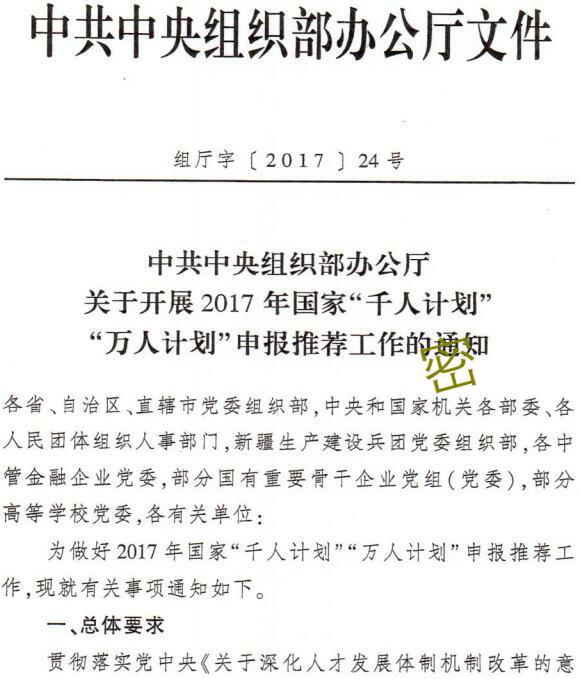 中共中央组织部办公厅文件
组厅字〔2017〕24号
中共中央组织部办公厅
关于开展 2017 年国家“千人计划”
“万人计划”申报推荐工作的通知
密
各省、自治区、直辖市党委组织部,中央和国家机关各部委、各
人民团体组织人事部门,新疆生产建设兵团党委组织部,各中
管金融企业党委,部分国有重要骨干企业党组(党委),部分
高等学校党委,各有关单位:
为做好 2017 年国家“千人计划”“万人计划”申报推荐工
作,现就有关事项通知如下。
一、总体要求
贯彻落实党中央《关于深化人才发展体制机制改革的意